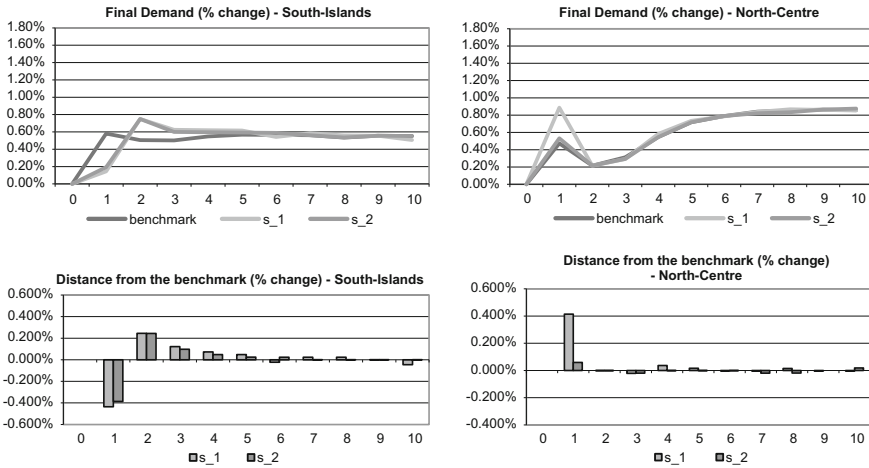 Final Demand (% change) - South-Islands
1.80%
1.60%
1.40%
1.20%
1.00%
0.80%
0.60%
0.40%
0.20%
0.00%
0 1 2 3 4 5 6 7 8 9 10
benchmark s_1 s_2
Final Demand (% change) - North-Centre
1.80%
1.60%
1.40%
1.20%
1.00%
0.80%
0.60%
0.40%
0.20%
0.00%
0 1 2 3 4 5 6 7 8 9 10
benchmark s_1 s_2
Distance from the benchmark (% change) - South-Islands
0.600%
0.400%
0.200%
0.000%
-0.200%
-0.400%
-0.600%
0 1 2 3 4 5 6 7 8 9 10
s_1 s_2
Distance from the benchmark (% change)
- North-Centre
0.600%
0.400%
0.200%
0.000%
-0.200%
-0.400%
0 1 2 3 4 5 6 7 8 9 10
s_1 s_2